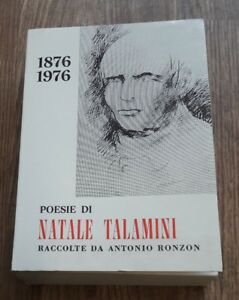 1876
1976
POESIE DI
NATALE TALAMINI
RACCOLTE DA ANTONIO RONZON